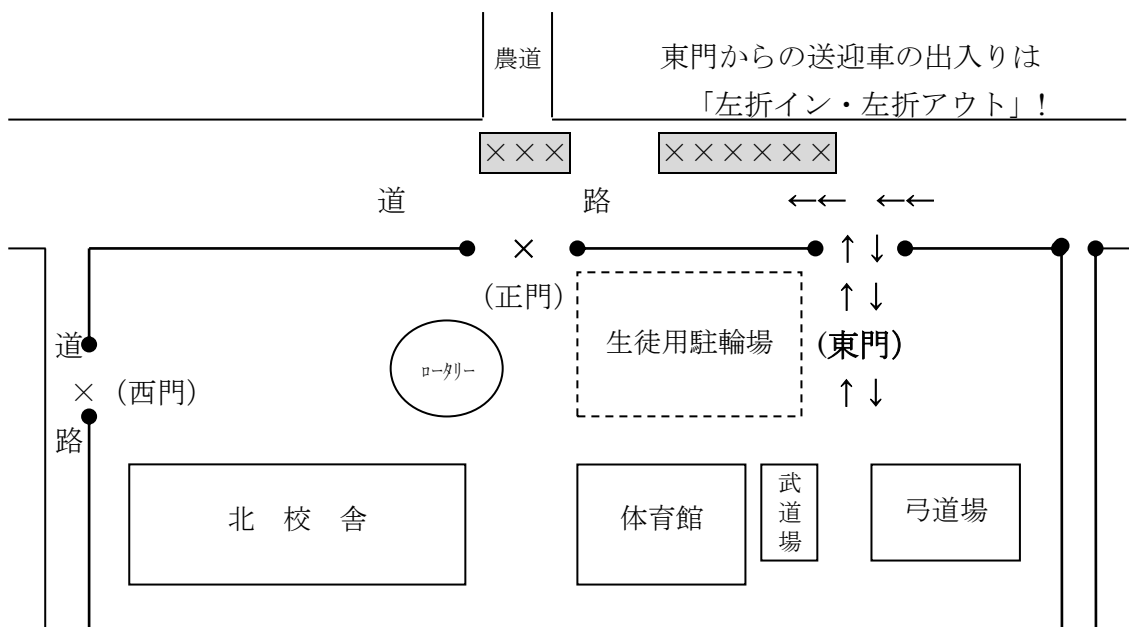 農道
東門からの送迎車の出入りは
「左折イン・左折アウト」!
×××
××××××
道 路
←← ←←
×
↑ ↓
(正門)
↑ ↓
生徒用駐輪場
(東門)
道
路
ロータリー
×
(西門)
↑ ↓
北 校 舎
体育館
武道場
弓道場